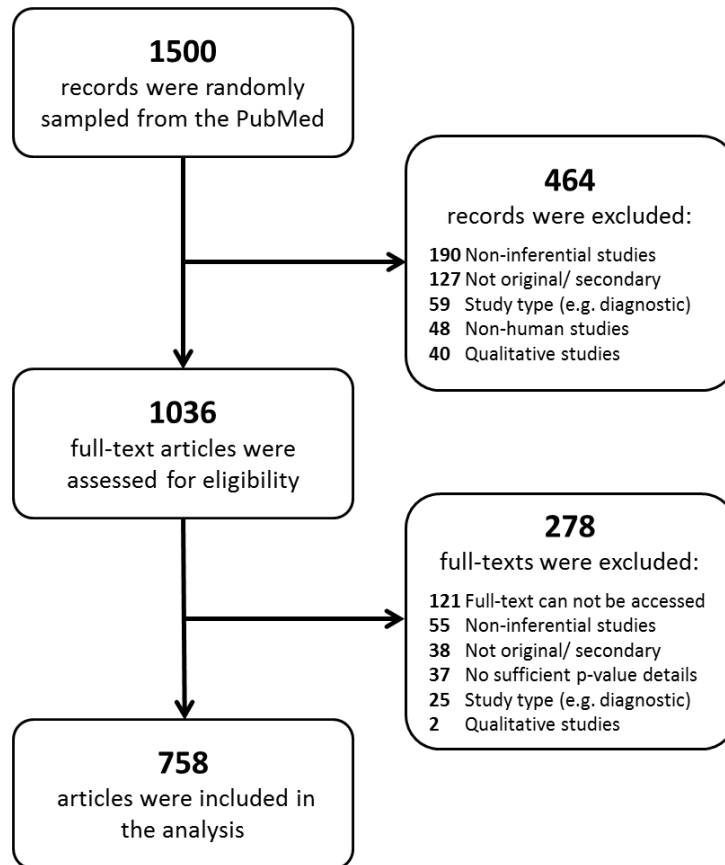 1500
records were randomly
sampled from the PubMed
464
records were excluded:
190 Non-inferential studies
127 Not original/ secondary
59 Study type (e.g. diagnostic)
48 Non-human studies
40 Qualitative studies
1036
full-text articles were
assessed for eligibility
278
full-texts were excluded:
121 Full-text can not be accessed
55 Non-inferential studies
38 Not original/ secondary
37 No sufficient p-value details
25 Study type (e.g. diagnostic)
2 Qualitative studies
758
articles were included in
the analysis